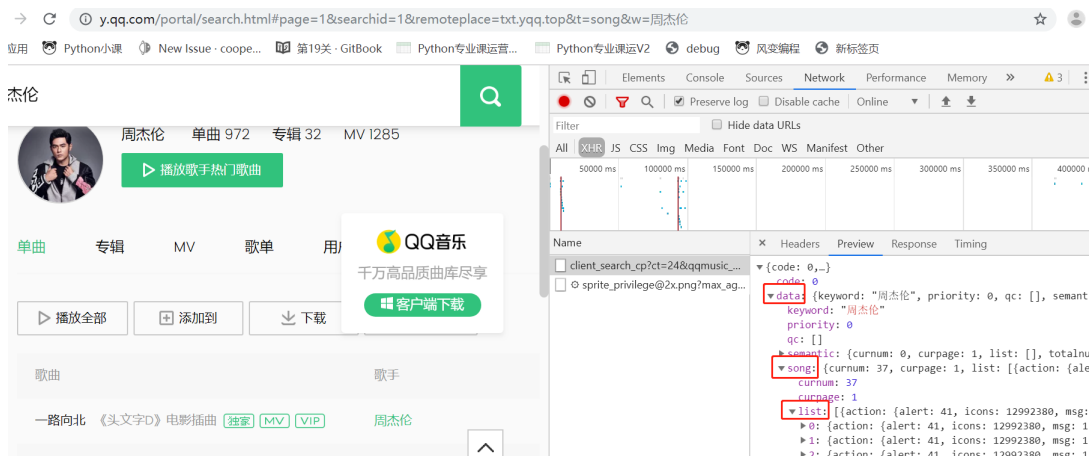 y.qq.com/portal/search.html#page=1&searchid=1&remoteplace=txt.yqq.top&t=song&w=周杰伦
应用 Python小课 New Issue · coope... 第19关 · GitBook Python专业课运营... Python专业课运V2 debug 风变编程 新标签页
杰伦
周杰伦 单曲 972 专辑 32 MV 1285
播放歌手热门歌曲
单曲 专辑 MV 歌单 用户
QQ音乐
千万高品质曲库尽享
客户端下载
播放全部 添加到 下载
歌曲 歌手
一路向北 《头文字D》电影插曲 独家 MV VIP 周杰伦
Elements Console Sources Network Performance Memory » 3
Preserve log Disable cache Online
Filter Hide data URLs
All XHR JS CSS Img Media Font Doc WS Manifest Other
50000 ms 100000 ms 150000 ms 200000 ms 250000 ms 300000 ms 350000 ms 400000
Name × Headers Preview Response Timing
client_search_cp?ct=24&qqmusic_...
sprite_privilege@2x.png?max_ag...
{code: 0,…}
code: 0
data: {keyword: "周杰伦", priority: 0, qc: [], semant
keyword: "周杰伦"
priority: 0
qc: []
semantic: {curnum: 0, curpage: 1, list: [], totalnu
song: {curnum: 37, curpage: 1, list: [{action: {ale
curnum: 37
curpage: 1
list: [{action: {alert: 41, icons: 12992380, msg:
0: {action: {alert: 41, icons: 12992380, msg: 1
1: {action: {alert: 41, icons: 12992380, msg: 1
2: {action: {alert: 41, icons: 12992380, msg: 1